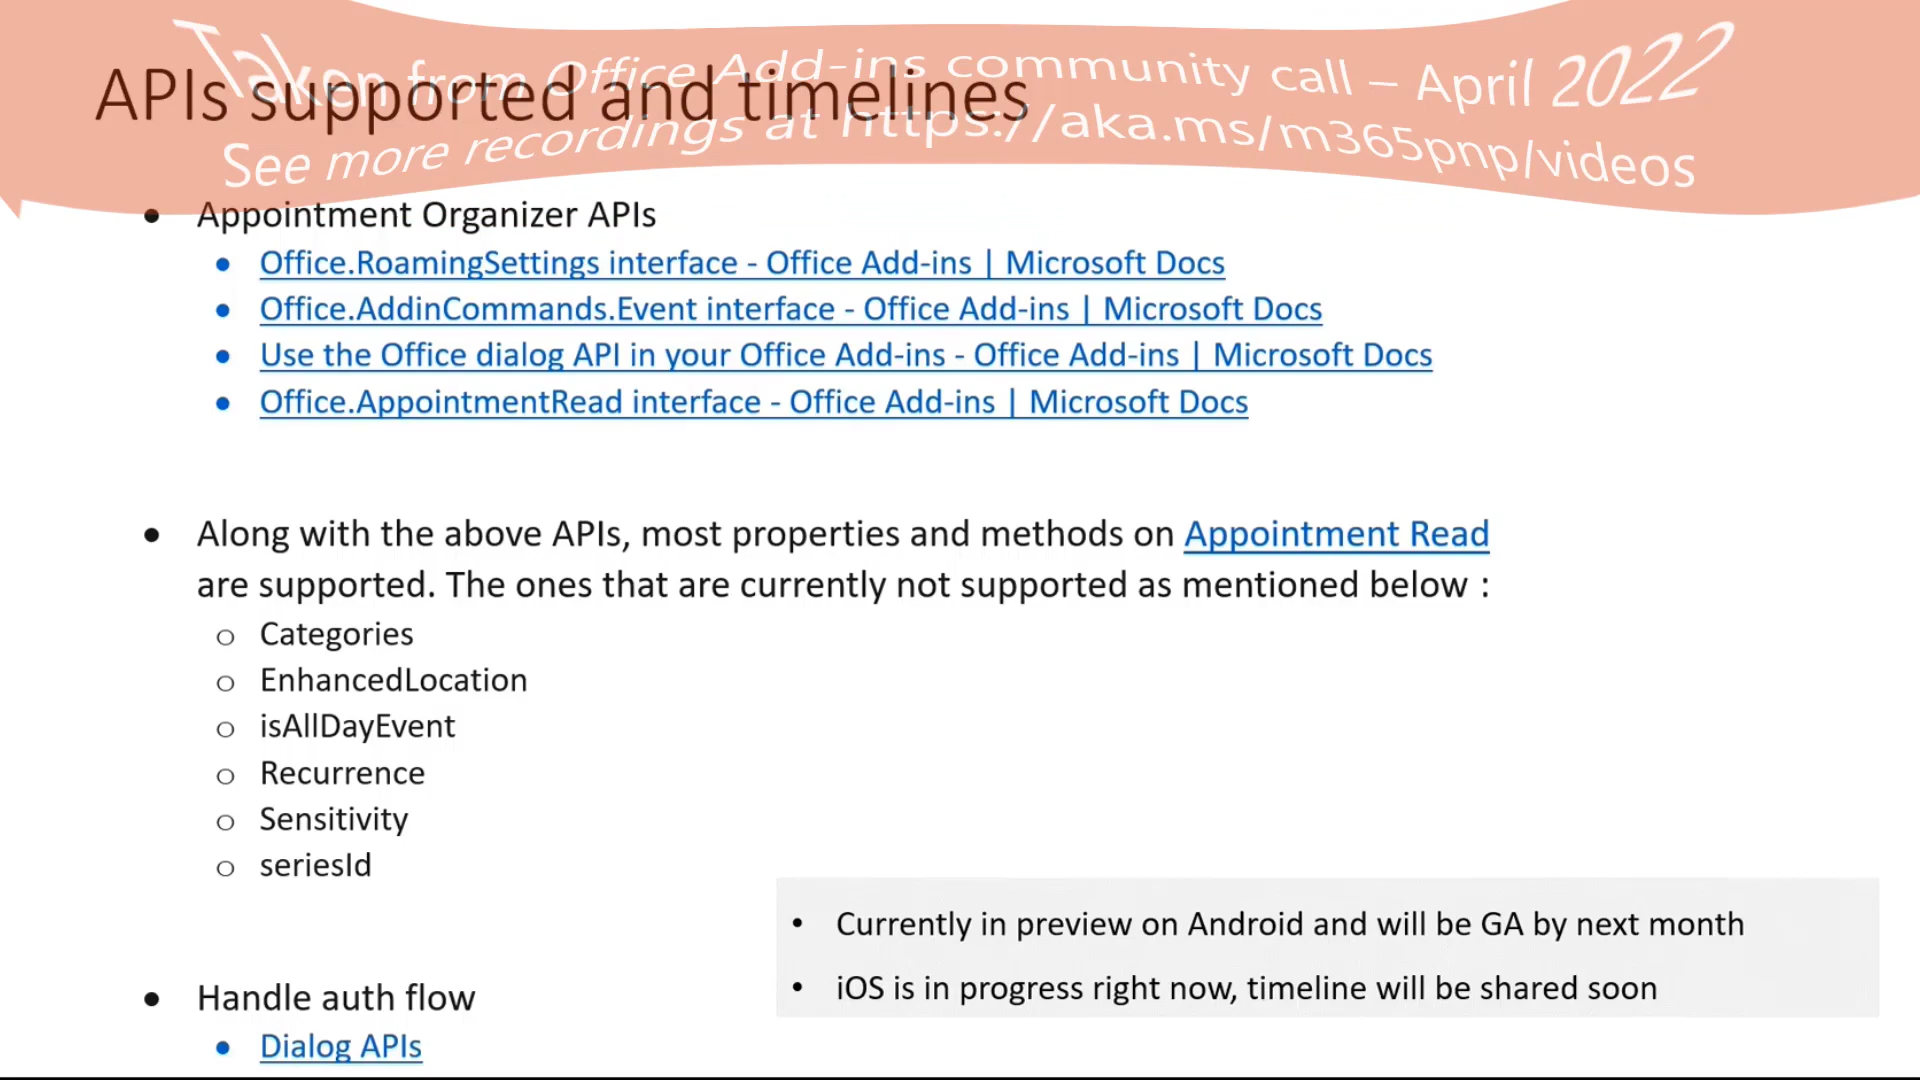 Taken from Office Add-ins community call – April 2022
See more recordings at https://aka.ms/m365pnp/videos
APIs supported and timelines
• Appointment Organizer APIs
• Office.RoamingSettings interface - Office Add-ins | Microsoft Docs
• Office.AddinCommands.Event interface - Office Add-ins | Microsoft Docs
• Use the Office dialog API in your Office Add-ins - Office Add-ins | Microsoft Docs
• Office.AppointmentRead interface - Office Add-ins | Microsoft Docs
• Along with the above APIs, most properties and methods on Appointment Read
are supported. The ones that are currently not supported as mentioned below :
o Categories
o EnhancedLocation
o isAllDayEvent
o Recurrence
o Sensitivity
o seriesId
• Currently in preview on Android and will be GA by next month
• iOS is in progress right now, timeline will be shared soon
• Handle auth flow
• Dialog APIs